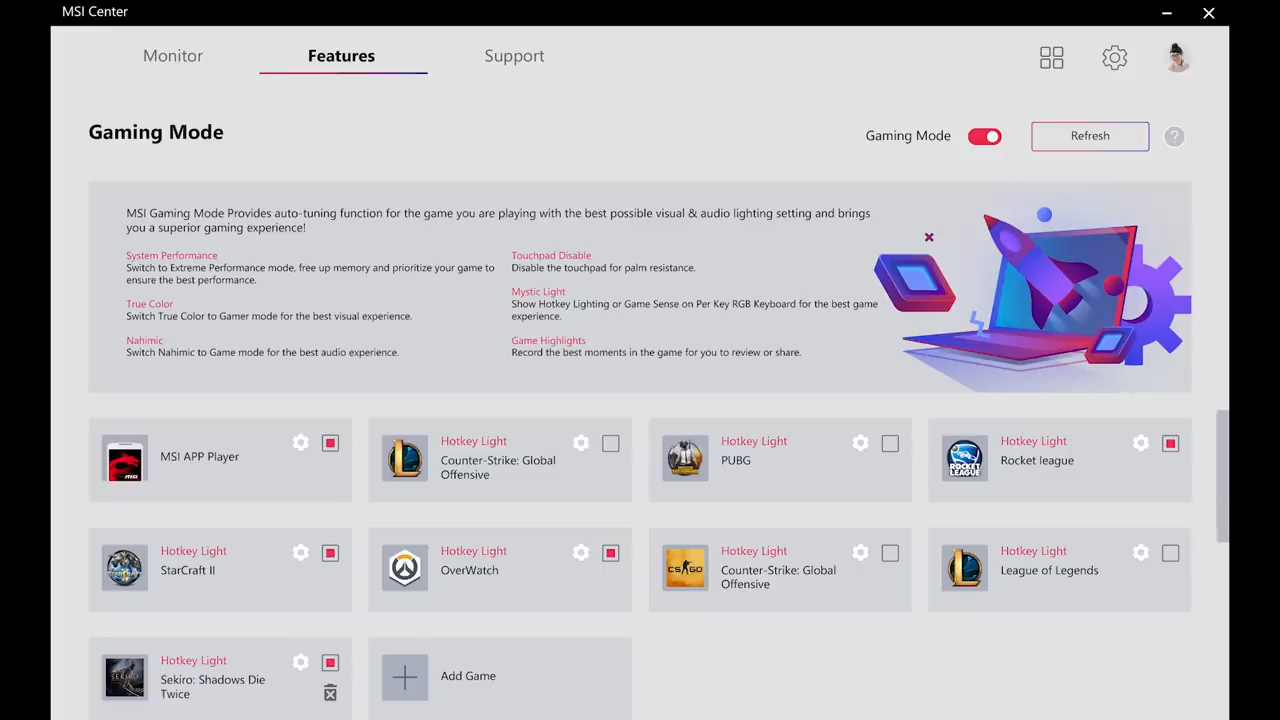 MSI Center
Monitor
Features
Support
Gaming Mode
Gaming Mode
Refresh
?
MSI Gaming Mode Provides auto-tuning function for the game you are playing with the best possible visual & audio lighting setting and brings
you a superior gaming experience!
System Performance
Switch to Extreme Performance mode, free up memory and prioritize your game to
ensure the best performance.
True Color
Switch True Color to Gamer mode for the best visual experience.
Nahimic
Switch Nahimic to Game mode for the best audio experience.
Touchpad Disable
Disable the touchpad for palm resistance.
Mystic Light
Show Hotkey Lighting or Game Sense on Per Key RGB Keyboard for the best game
experience.
Game Highlights
Record the best moments in the game for you to review or share.
msi
MSI APP Player
Hotkey Light
Counter-Strike: Global
Offensive
Hotkey Light
PUBG
ROCKET
LEAGUE
Hotkey Light
Rocket league
Hotkey Light
StarCraft II
Hotkey Light
OverWatch
CS:GO
Hotkey Light
Counter-Strike: Global
Offensive
Hotkey Light
League of Legends
SEKIRO
Hotkey Light
Sekiro: Shadows Die
Twice
Add Game